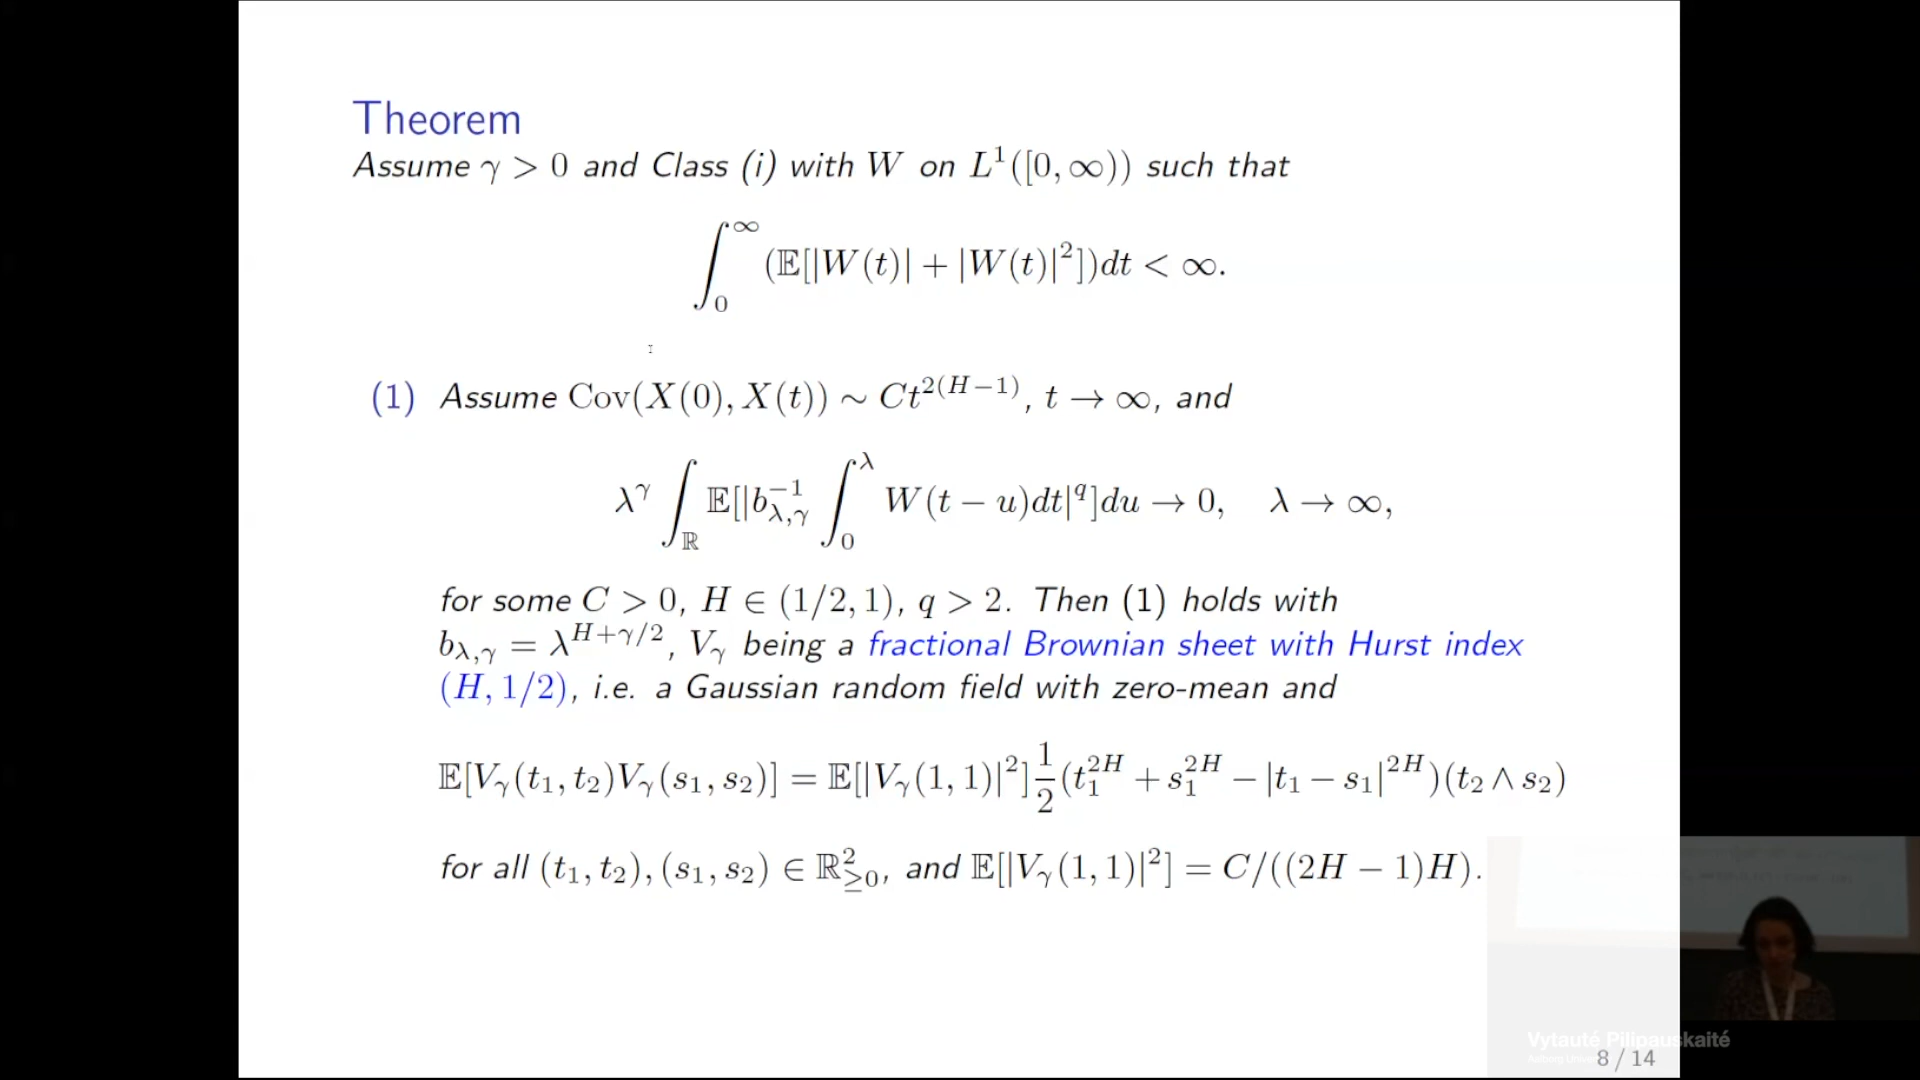 Theorem
Assume γ > 0 and Class (i) with W on L¹([0, ∞)) such that
∫₀^∞ (𝔼[|W(t)| + |W(t)|²])dt < ∞.
(1) Assume Cov(X(0), X(t)) ∼ Ct^{2(H−1)}, t → ∞, and
λ^γ ∫_ℝ 𝔼[|b_{λ,γ}^{−1} ∫₀^λ W(t − u)dt|^q]du → 0, λ → ∞,
for some C > 0, H ∈ (1/2, 1), q > 2. Then (1) holds with
b_{λ,γ} = λ^{H+γ/2}, V_γ being a fractional Brownian sheet with Hurst index
(H, 1/2), i.e. a Gaussian random field with zero-mean and
𝔼[V_γ(t₁, t₂)V_γ(s₁, s₂)] = 𝔼[|V_γ(1, 1)|²]½(t₁^{2H} + s₁^{2H} − |t₁ − s₁|^{2H})(t₂ ∧ s₂)
for all (t₁, t₂), (s₁, s₂) ∈ ℝ²_{≥0}, and 𝔼[|V_γ(1, 1)|²] = C/((2H − 1)H).
Vytauté Pilipauskaité
8 / 14